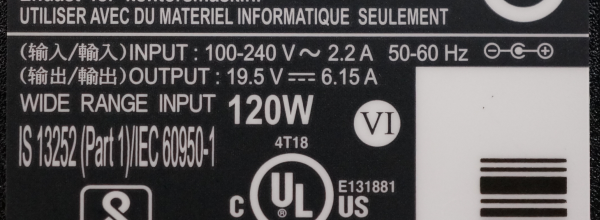 UTILISER AVEC DU MATERIEL INFORMATIQUE SEULEMENT
(输入/輸入)INPUT : 100-240 V～ 2.2 A 50-60 Hz
(输出/輸出)OUTPUT : 19.5 V⎓ 6.15 A
WIDE RANGE INPUT 120W
VI
IS 13252 (Part 1)/IEC 60950-1
4T18
C UL ® US
E131881